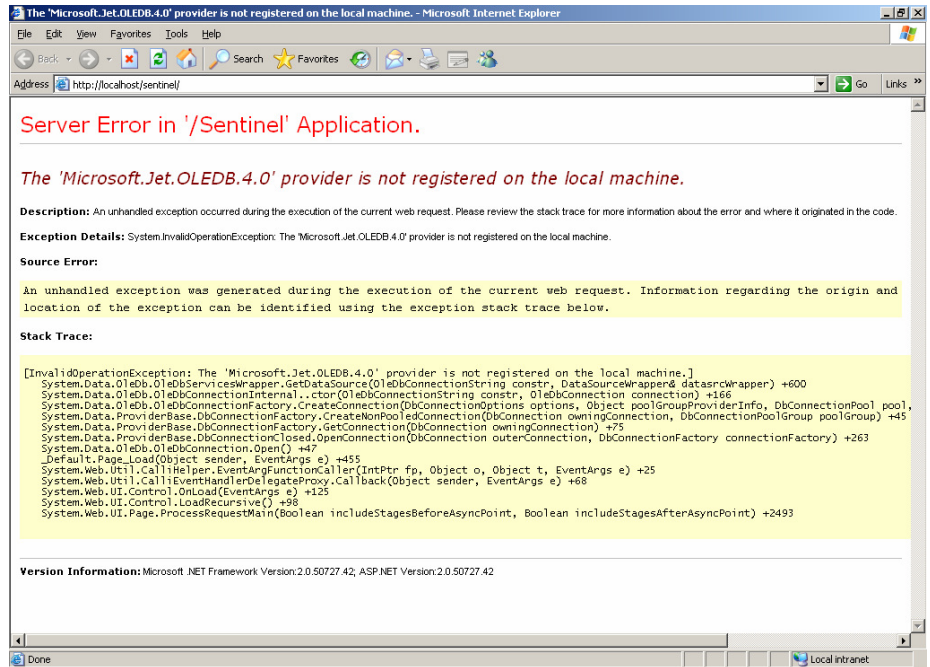 The 'Microsoft.Jet.OLEDB.4.0' provider is not registered on the local machine. - Microsoft Internet Explorer
File Edit View Favorites Tools Help
Back Search Favorites
Address http://localhost/sentinel/ Go Links »
Server Error in '/Sentinel' Application.
The 'Microsoft.Jet.OLEDB.4.0' provider is not registered on the local machine.
Description: An unhandled exception occurred during the execution of the current web request. Please review the stack trace for more information about the error and where it originated in the code.
Exception Details: System.InvalidOperationException: The 'Microsoft.Jet.OLEDB.4.0' provider is not registered on the local machine.
Source Error:
An unhandled exception was generated during the execution of the current web request. Information regarding the origin and
location of the exception can be identified using the exception stack trace below.
Stack Trace:
[InvalidOperationException: The 'Microsoft.Jet.OLEDB.4.0' provider is not registered on the local machine.]
System.Data.OleDb.OleDbServicesWrapper.GetDataSource(OleDbConnectionString constr, DataSourceWrapper& datasrcWrapper) +600
System.Data.OleDb.OleDbConnectionInternal..ctor(OleDbConnectionString constr, OleDbConnection connection) +166
System.Data.OleDb.OleDbConnectionFactory.CreateConnection(DbConnectionOptions options, Object poolGroupProviderInfo, DbConnectionPool pool,
System.Data.ProviderBase.DbConnectionFactory.CreateNonPooledConnection(DbConnection owningConnection, DbConnectionPoolGroup poolGroup) +45
System.Data.ProviderBase.DbConnectionFactory.GetConnection(DbConnection owningConnection) +75
System.Data.ProviderBase.DbConnectionClosed.OpenConnection(DbConnection outerConnection, DbConnectionFactory connectionFactory) +263
System.Data.OleDb.OleDbConnection.Open() +47
_Default.Page_Load(Object sender, EventArgs e) +455
System.Web.Util.CalliHelper.EventArgFunctionCaller(IntPtr fp, Object o, Object t, EventArgs e) +25
System.Web.Util.CalliEventHandlerDelegateProxy.Callback(Object sender, EventArgs e) +68
System.Web.UI.Control.OnLoad(EventArgs e) +125
System.Web.UI.Control.LoadRecursive() +98
System.Web.UI.Page.ProcessRequestMain(Boolean includeStagesBeforeAsyncPoint, Boolean includeStagesAfterAsyncPoint) +2493
Version Information: Microsoft .NET Framework Version:2.0.50727.42; ASP.NET Version:2.0.50727.42
Done Local intranet